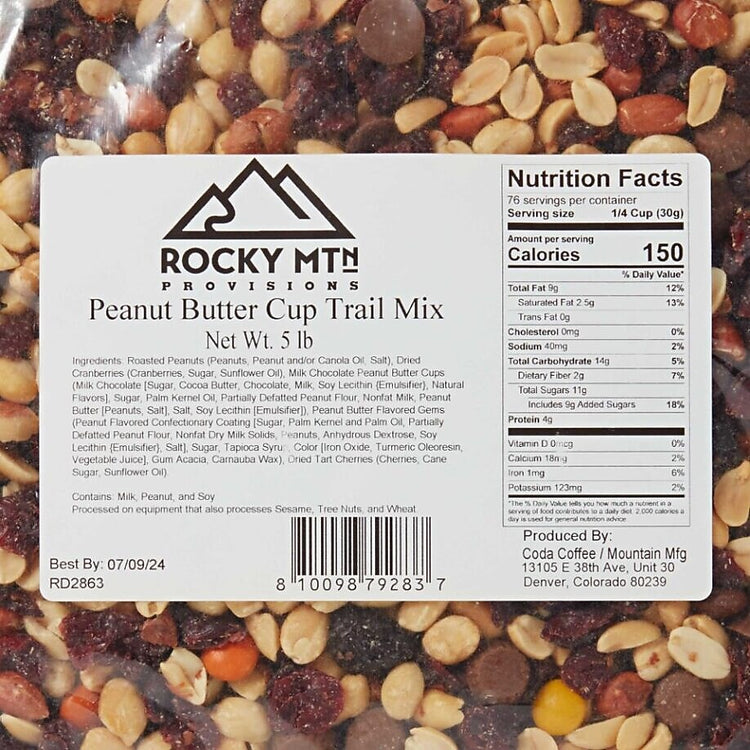 ROCKY MTN
PROVISIONS
Peanut Butter Cup Trail Mix
Net Wt. 5 lb
Ingredients: Roasted Peanuts (Peanuts, Peanut and/or Canola Oil, Salt), Dried
Cranberries (Cranberries, Sugar, Sunflower Oil), Milk Chocolate Peanut Butter Cups
(Milk Chocolate [Sugar, Cocoa Butter, Chocolate, Milk, Soy Lecithin {Emulsifier}, Natural
Flavors], Sugar, Palm Kernel Oil, Partially Defatted Peanut Flour, Nonfat Milk, Peanut
Butter [Peanuts, Salt], Salt, Soy Lecithin [Emulsifier]), Peanut Butter Flavored Gems
(Peanut Flavored Confectionary Coating [Sugar, Palm Kernel and Palm Oil, Partially
Defatted Peanut Flour, Nonfat Dry Milk Solids, Peanuts, Anhydrous Dextrose, Soy
Lecithin {Emulsifier}, Salt], Sugar, Tapioca Syrup, Color [Iron Oxide, Turmeric Oleoresin,
Vegetable Juice], Gum Acacia, Carnauba Wax), Dried Tart Cherries (Cherries, Cane
Sugar, Sunflower Oil).
Contains: Milk, Peanut, and Soy
Processed on equipment that also processes Sesame, Tree Nuts, and Wheat
Best By: 07/09/24
RD2863
8 10098 79283 7
Nutrition Facts
76 servings per container
Serving size 1/4 Cup (30g)
Amount per serving
Calories 150
% Daily Value*
Total Fat 9g 12%
Saturated Fat 2.5g 13%
Trans Fat 0g
Cholesterol 0mg 0%
Sodium 40mg 2%
Total Carbohydrate 14g 5%
Dietary Fiber 2g 7%
Total Sugars 11g
Includes 9g Added Sugars 18%
Protein 4g
Vitamin D 0mcg 0%
Calcium 18mg 2%
Iron 1mg 6%
Potassium 123mg 2%
*The % Daily Value tells you how much a nutrient in a
serving of food contributes to a daily diet. 2,000 calories a
day is used for general nutrition advice.
Produced By:
Coda Coffee / Mountain Mfg
13105 E 38th Ave, Unit 30
Denver, Colorado 80239